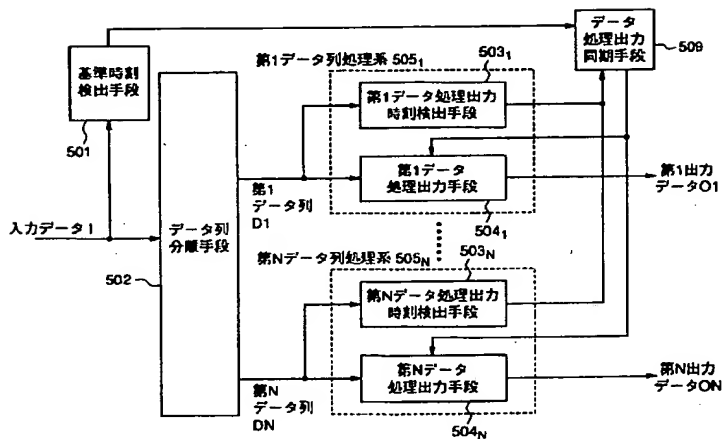 データ
処理出力
同期手段
509
基準時刻
検出手段
501
第1データ列処理系 505₁
503₁
第1データ処理出力
時刻検出手段
第1データ
処理出力手段
504₁
第1出力
データO1
入力データ I
データ列
分離手段
502
第1
データ列
D1
第Nデータ列処理系 505N
503N
第Nデータ処理出力
時刻検出手段
第Nデータ
処理出力手段
504N
第N出力
データON
第N
データ列
DN